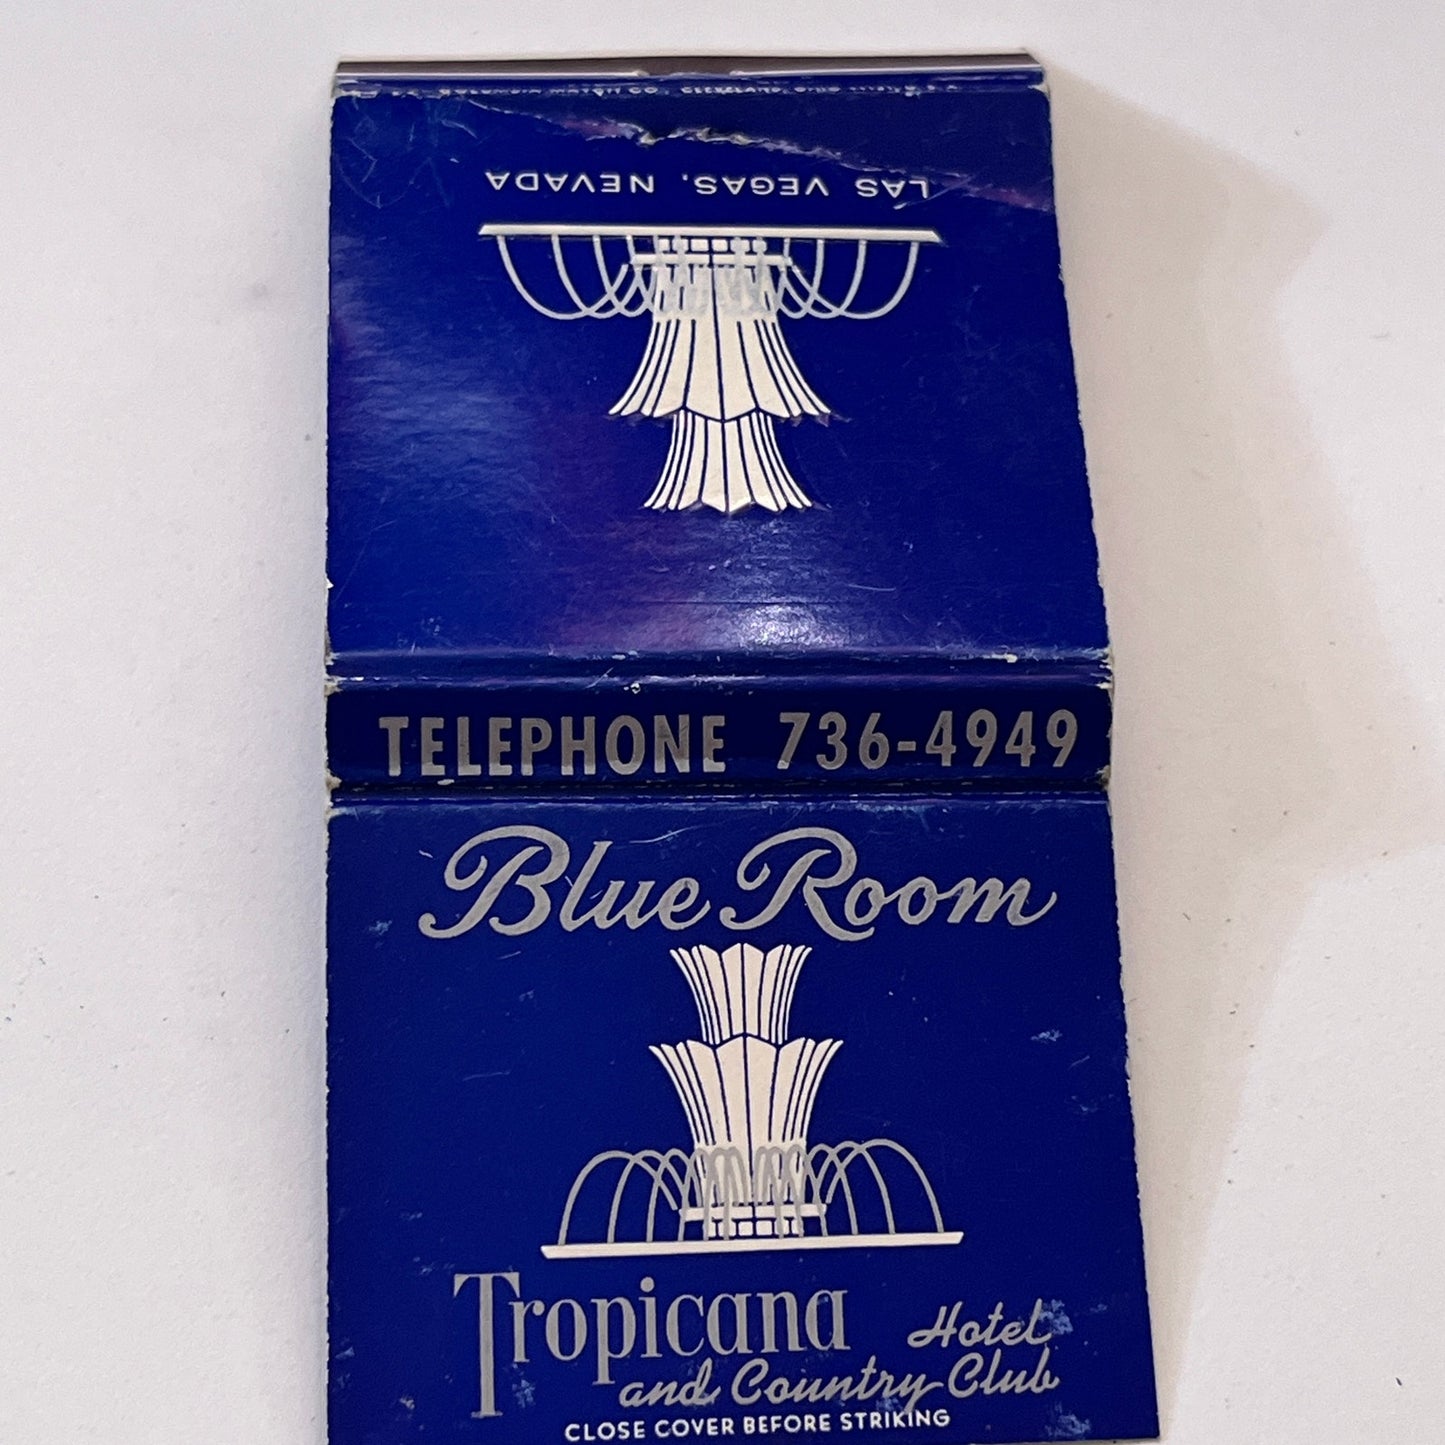 LAS VEGAS, NEVADA
TELEPHONE 736-4949
Blue Room
Tropicana Hotel
and Country Club
CLOSE COVER BEFORE STRIKING